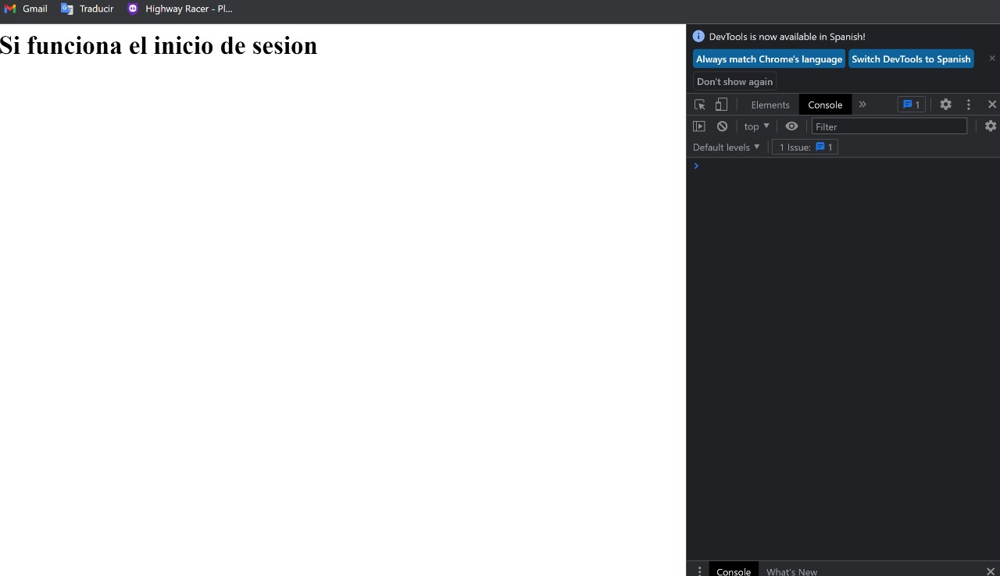 Gmail Traducir Highway Racer - Pl...
Si funciona el inicio de sesion
DevTools is now available in Spanish!
Always match Chrome's language Switch DevTools to Spanish
Don't show again
Elements Console 1
top Filter
Default levels 1 Issue: 1
Console What's New